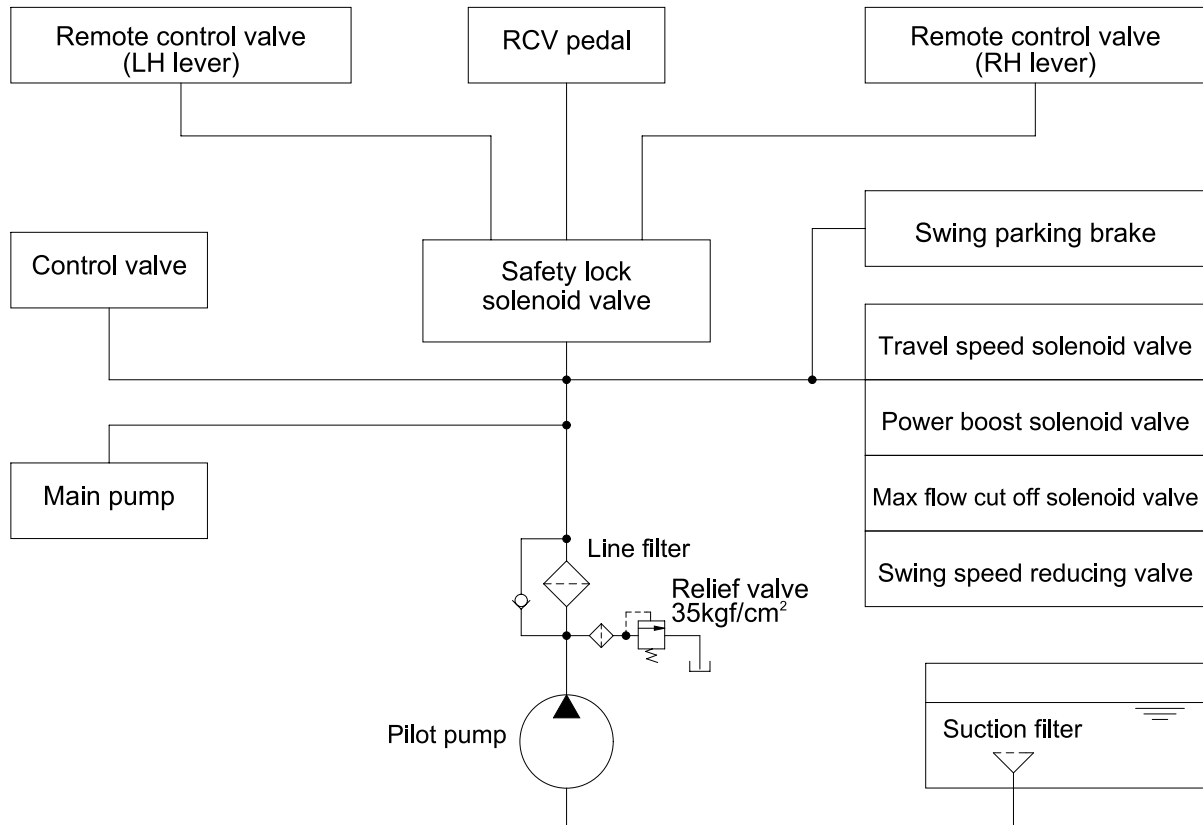 Remote control valve
(LH lever)
RCV pedal
Remote control valve
(RH lever)
Swing parking brake
Control valve
Safety lock
solenoid valve
Travel speed solenoid valve
Power boost solenoid valve
Main pump
Max flow cut off solenoid valve
Line filter
Swing speed reducing valve
Relief valve
35kgf/cm²
Pilot pump
Suction filter